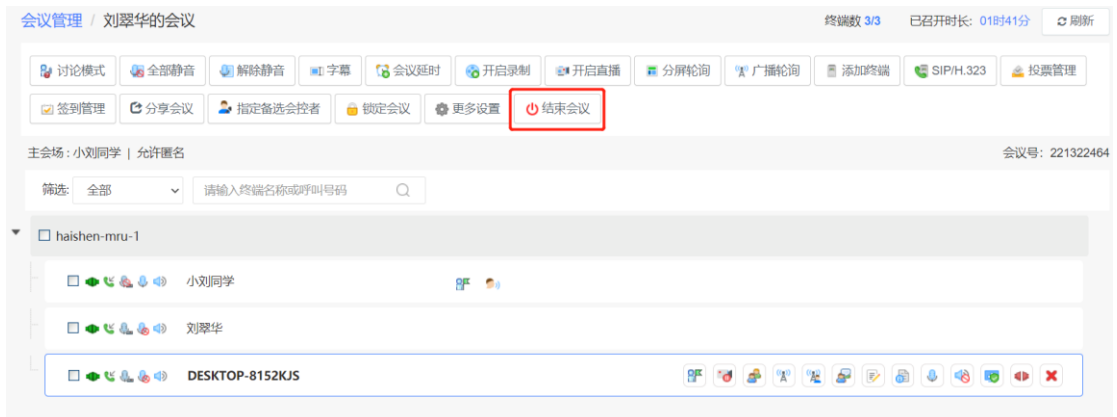 会议管理 / 刘翠华的会议 终端数 3/3 已召开时长: 01时41分 刷新
讨论模式 全部静音 解除静音 字幕 会议延时 开启录制 开启直播 分屏轮询 广播轮询 添加终端 SIP/H.323 投票管理
签到管理 分享会议 指定备选会控者 锁定会议 更多设置 结束会议
主会场 : 小刘同学 | 允许匿名 会议号: 221322464
筛选: 全部 请输入终端名称或呼叫号码
haishen-mru-1
小刘同学
刘翠华
DESKTOP-8152KJS